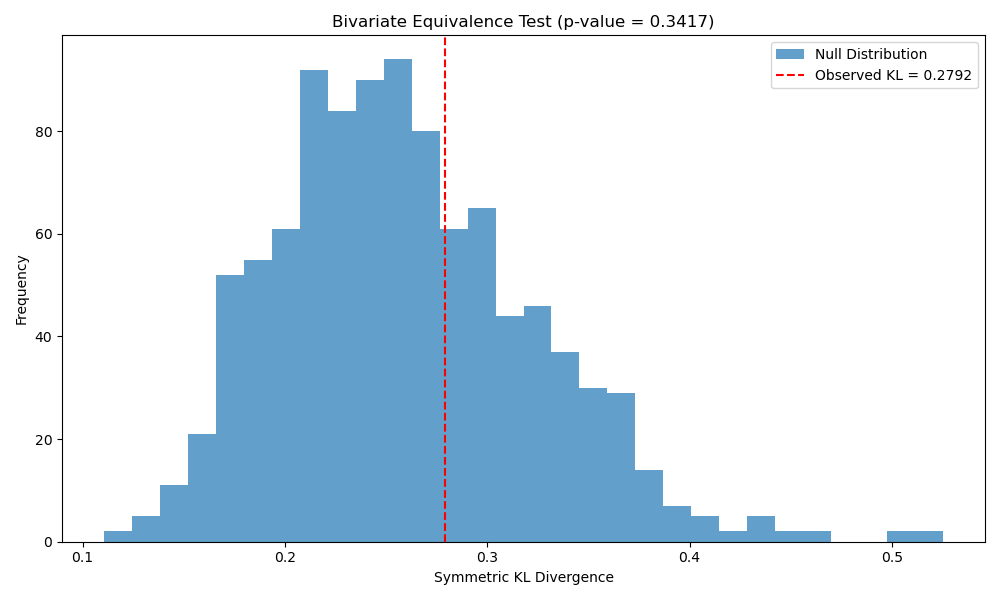 Bivariate Equivalence Test (p-value = 0.3417)
Null Distribution
Observed KL = 0.2792
Frequency
80
60
40
20
0
0.1 0.2 0.3 0.4 0.5
Symmetric KL Divergence